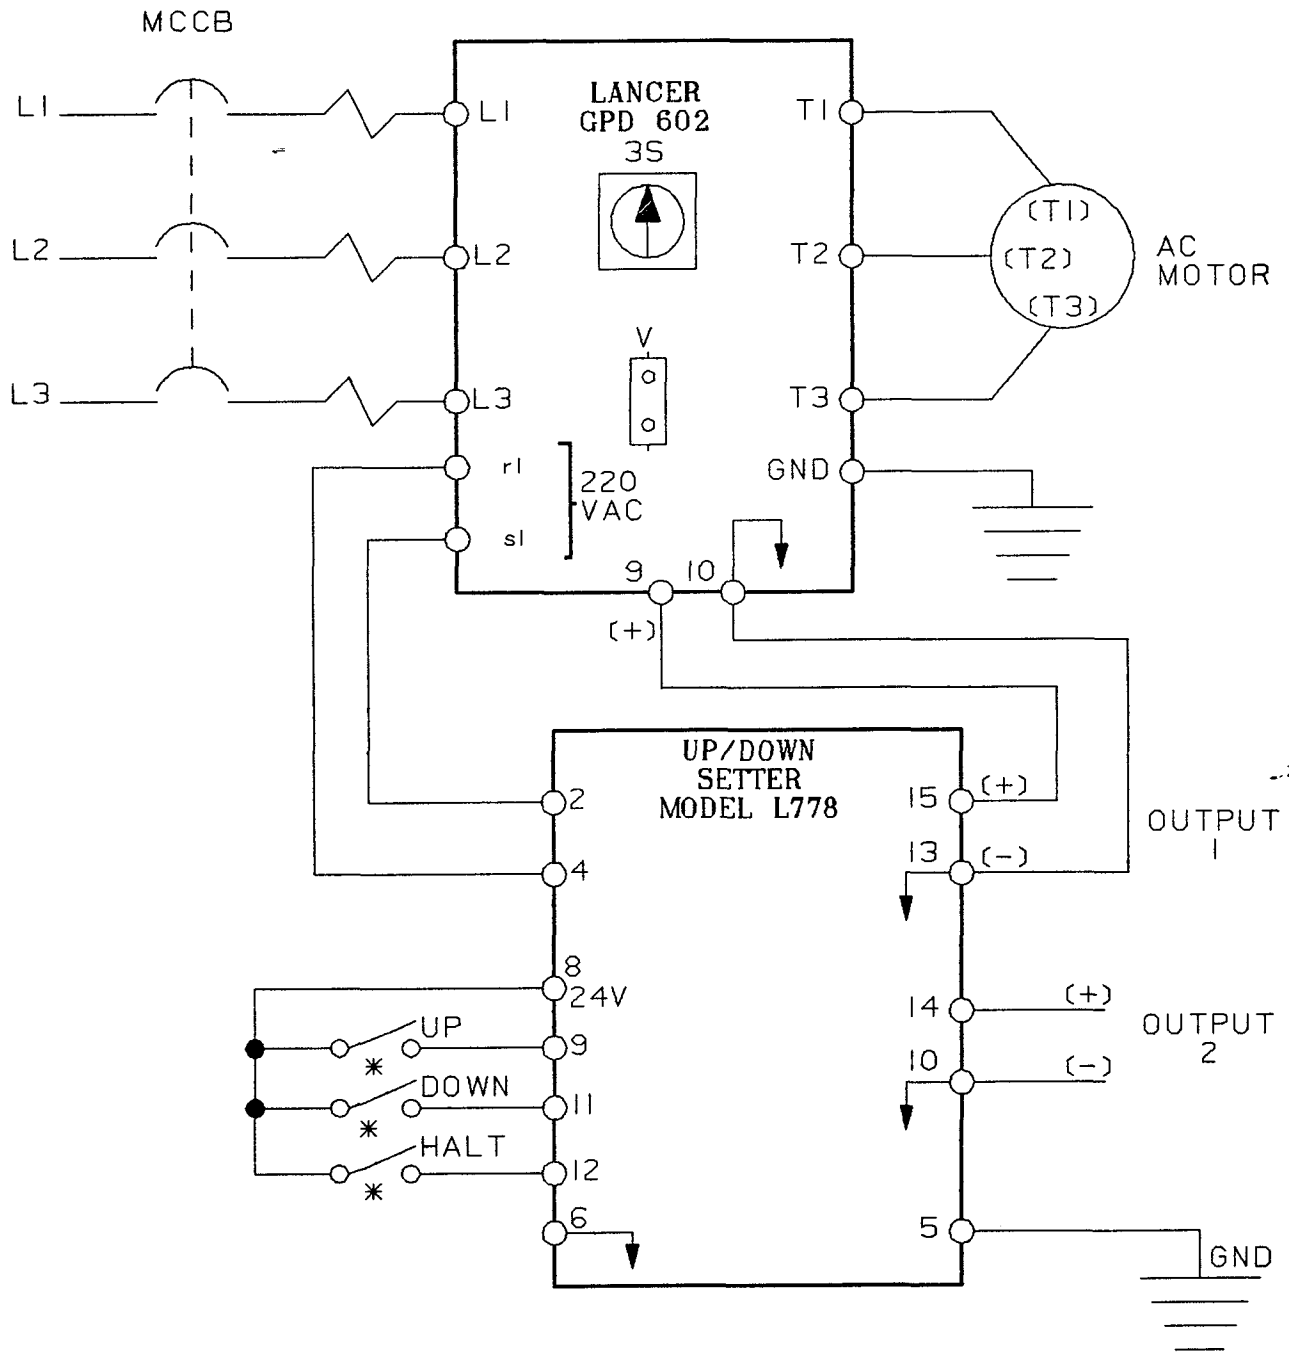 MCCB
L1
L1
LANCER
GPD 602
3S
T1
(T1)
L2
L2
T2
(T2)
AC
MOTOR
(T3)
V
L3
L3
T3
r1
220
VAC
GND
s1
9
10
(+)
UP/DOWN
SETTER
MODEL L778
2
15
(+)
OUTPUT
1
4
13
(-)
8
24V
14
(+)
OUTPUT
2
UP
*
9
10
(-)
DOWN
*
11
HALT
*
12
6
5
GND